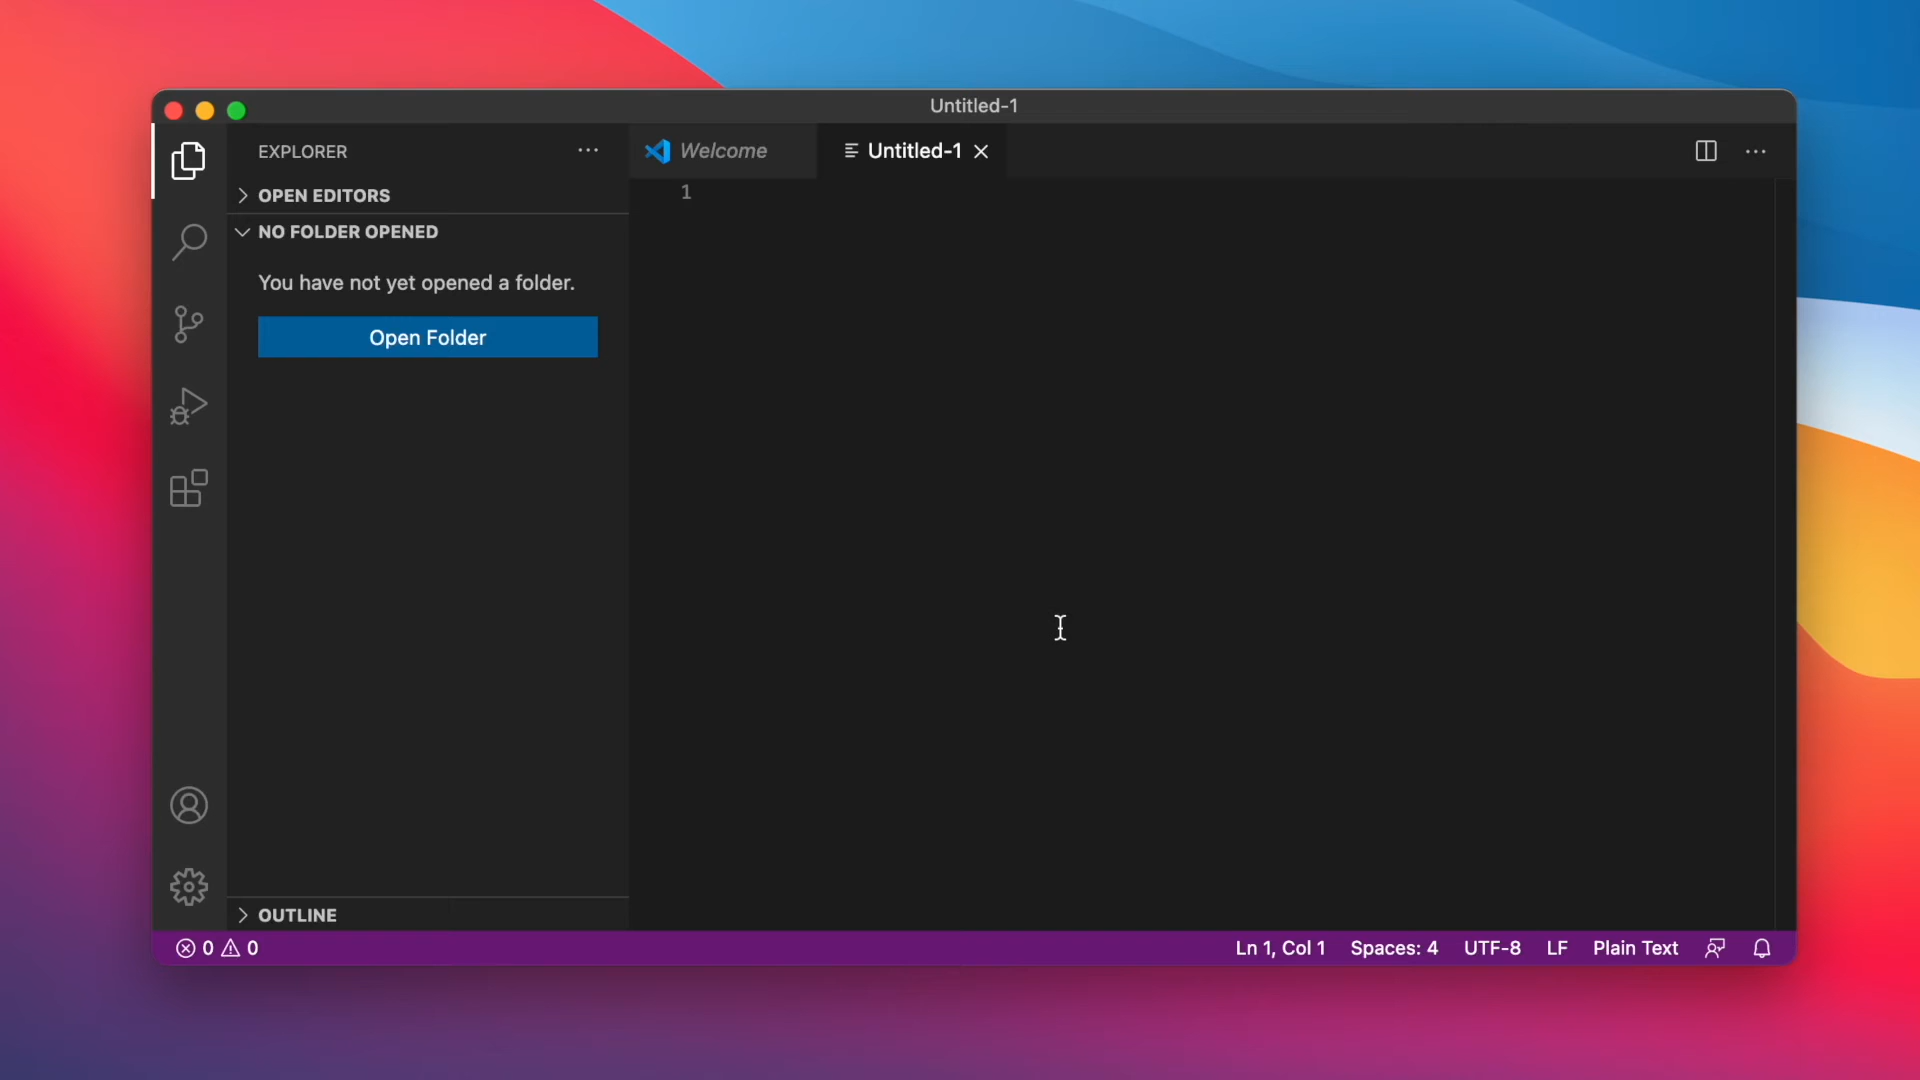 Untitled-1
EXPLORER
Welcome
Untitled-1
OPEN EDITORS
NO FOLDER OPENED
You have not yet opened a folder.
Open Folder
1
OUTLINE
0 0
Ln 1, Col 1 Spaces: 4 UTF-8 LF Plain Text